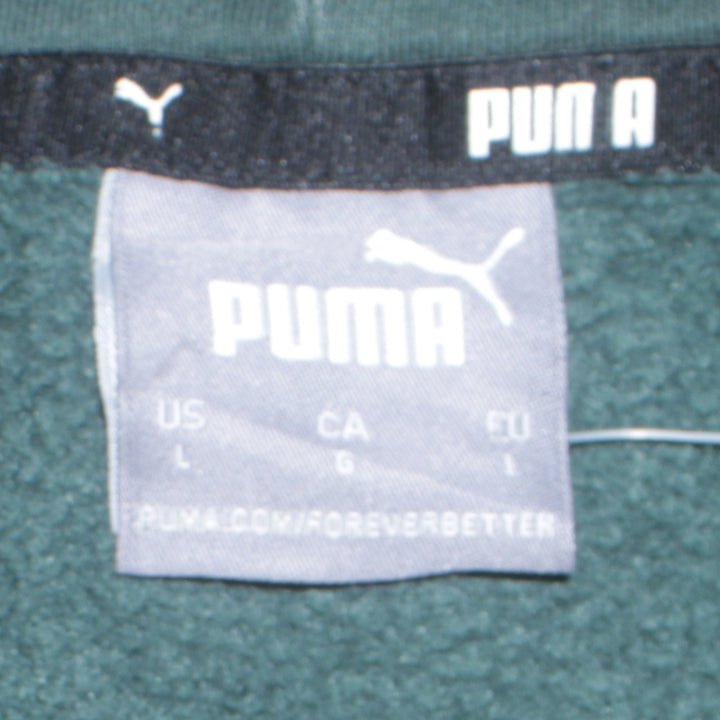 PUMA
PUMA
US CA EU
L G L
PUMA.COM/FOREVERBETTER